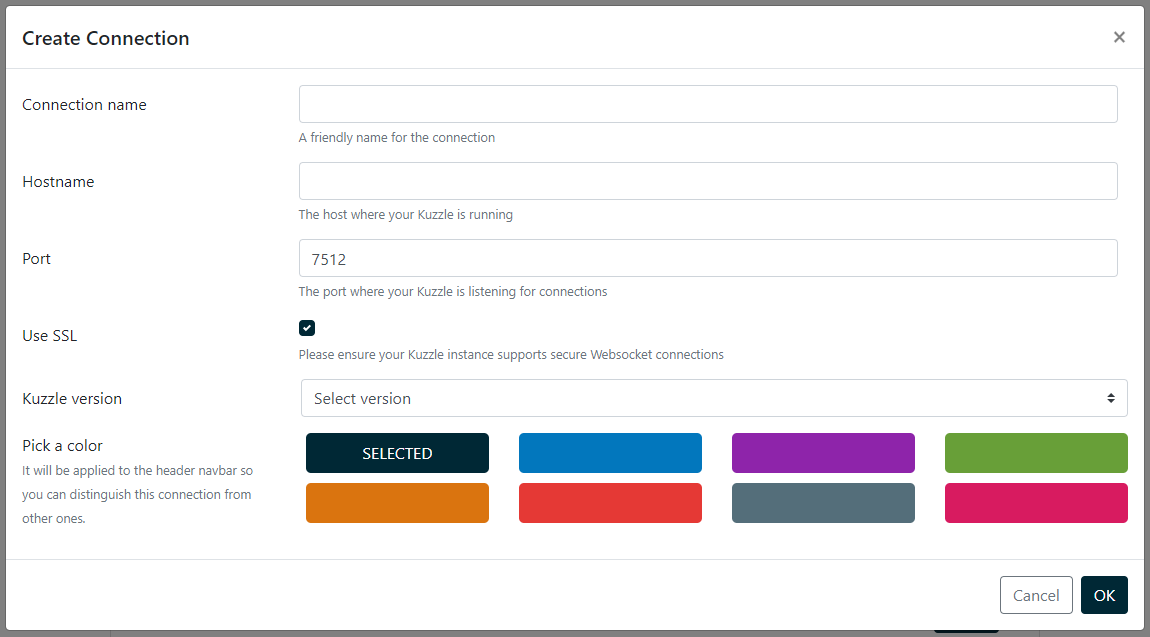 Create Connection
×
Connection name
A friendly name for the connection
Hostname
The host where your Kuzzle is running
Port
7512
The port where your Kuzzle is listening for connections
Use SSL
Please ensure your Kuzzle instance supports secure Websocket connections
Kuzzle version
Select version
Pick a color
It will be applied to the header navbar so
you can distinguish this connection from
other ones.
SELECTED
Cancel
OK